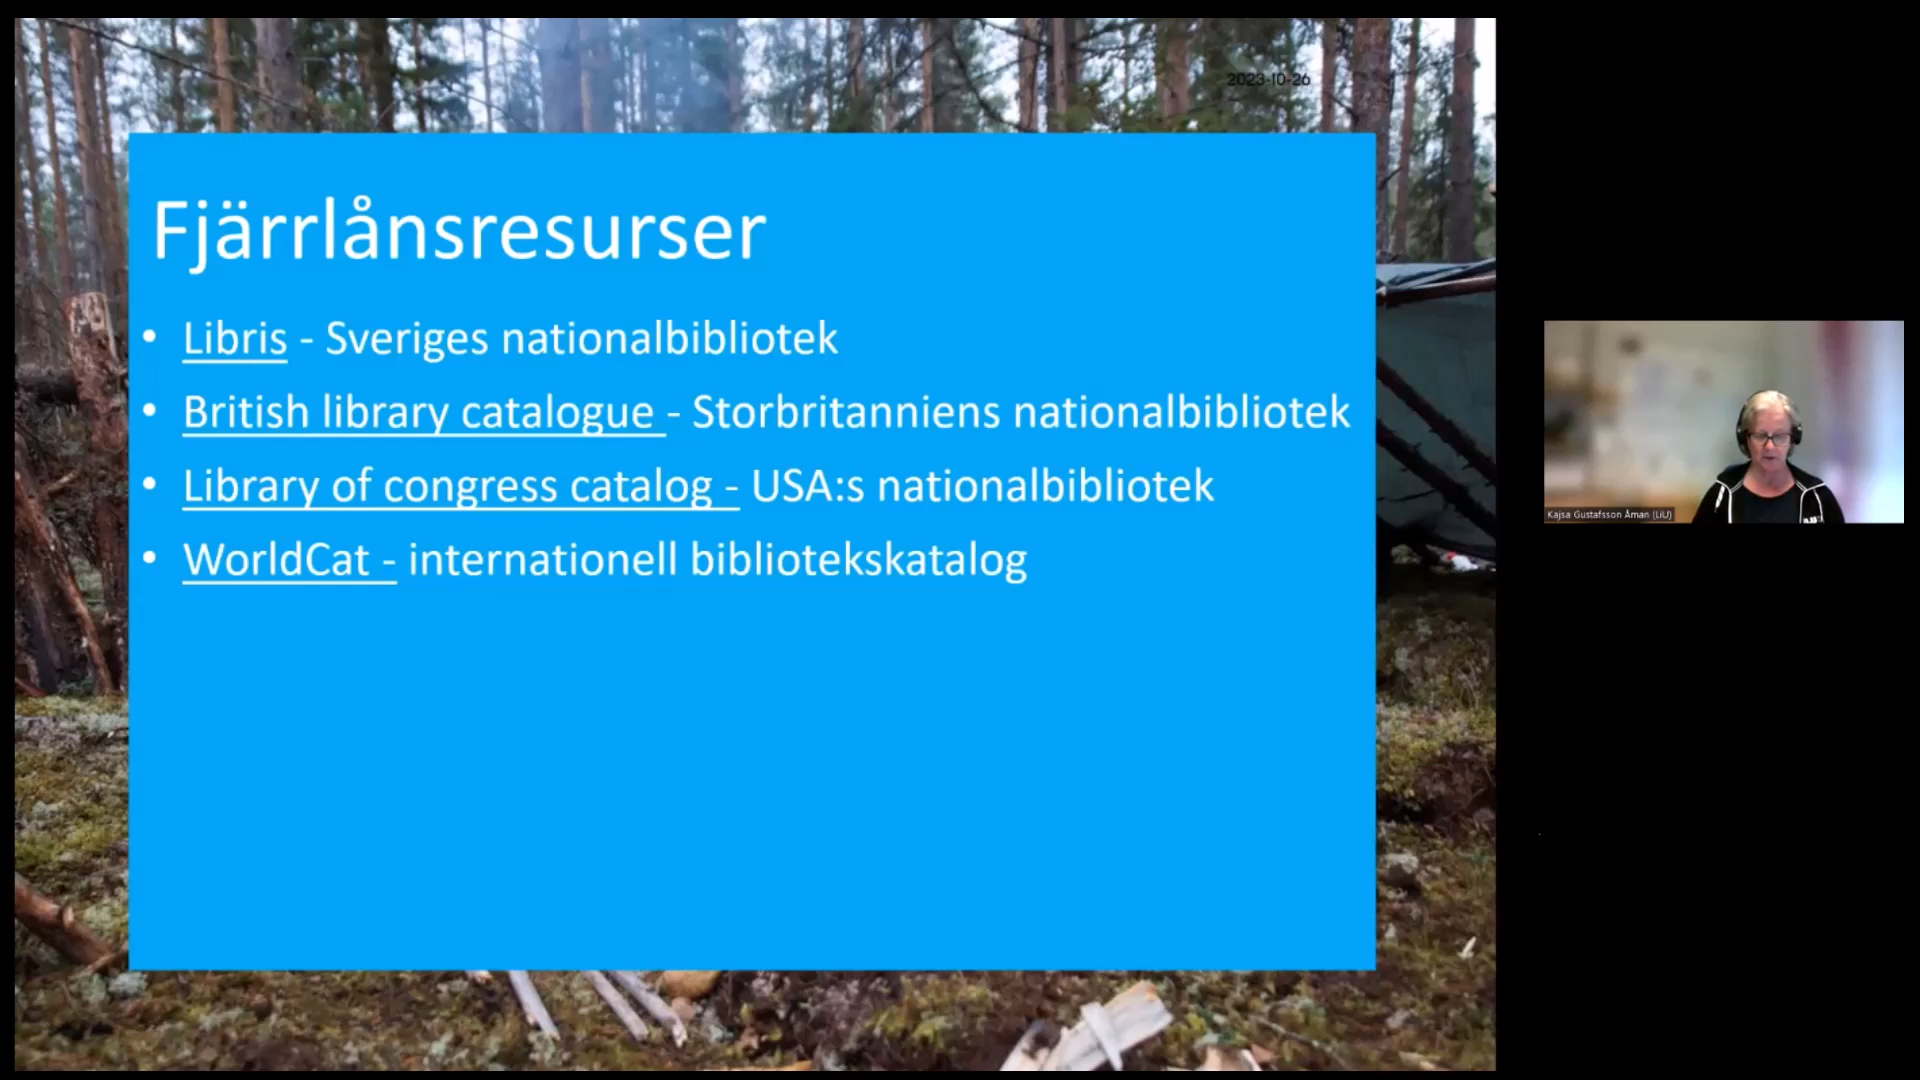 2023-10-26
Fjärrlånsresurser
• Libris - Sveriges nationalbibliotek
• British library catalogue - Storbritanniens nationalbibliotek
• Library of congress catalog - USA:s nationalbibliotek
• WorldCat - internationell bibliotekskatalog
Kajsa Gustafsson Åman (LiU)